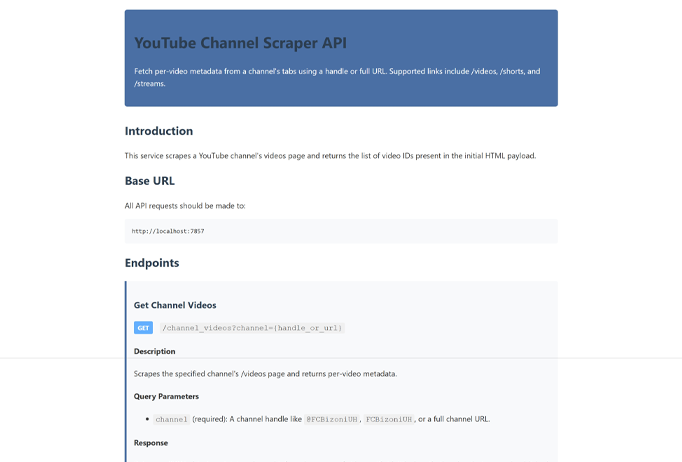 YouTube Channel Scraper API
Fetch per-video metadata from a channel's tabs using a handle or full URL. Supported links include /videos, /shorts, and
/streams.
Introduction
This service scrapes a YouTube channel's videos page and returns the list of video IDs present in the initial HTML payload.
Base URL
All API requests should be made to:
http://localhost:7857
Endpoints
Get Channel Videos
GET /channel_videos?channel={handle_or_url}
Description
Scrapes the specified channel's /videos page and returns per-video metadata.
Query Parameters
• channel (required): A channel handle like @FCBizoniUH, FCBizoniUH, or a full channel URL.
Response